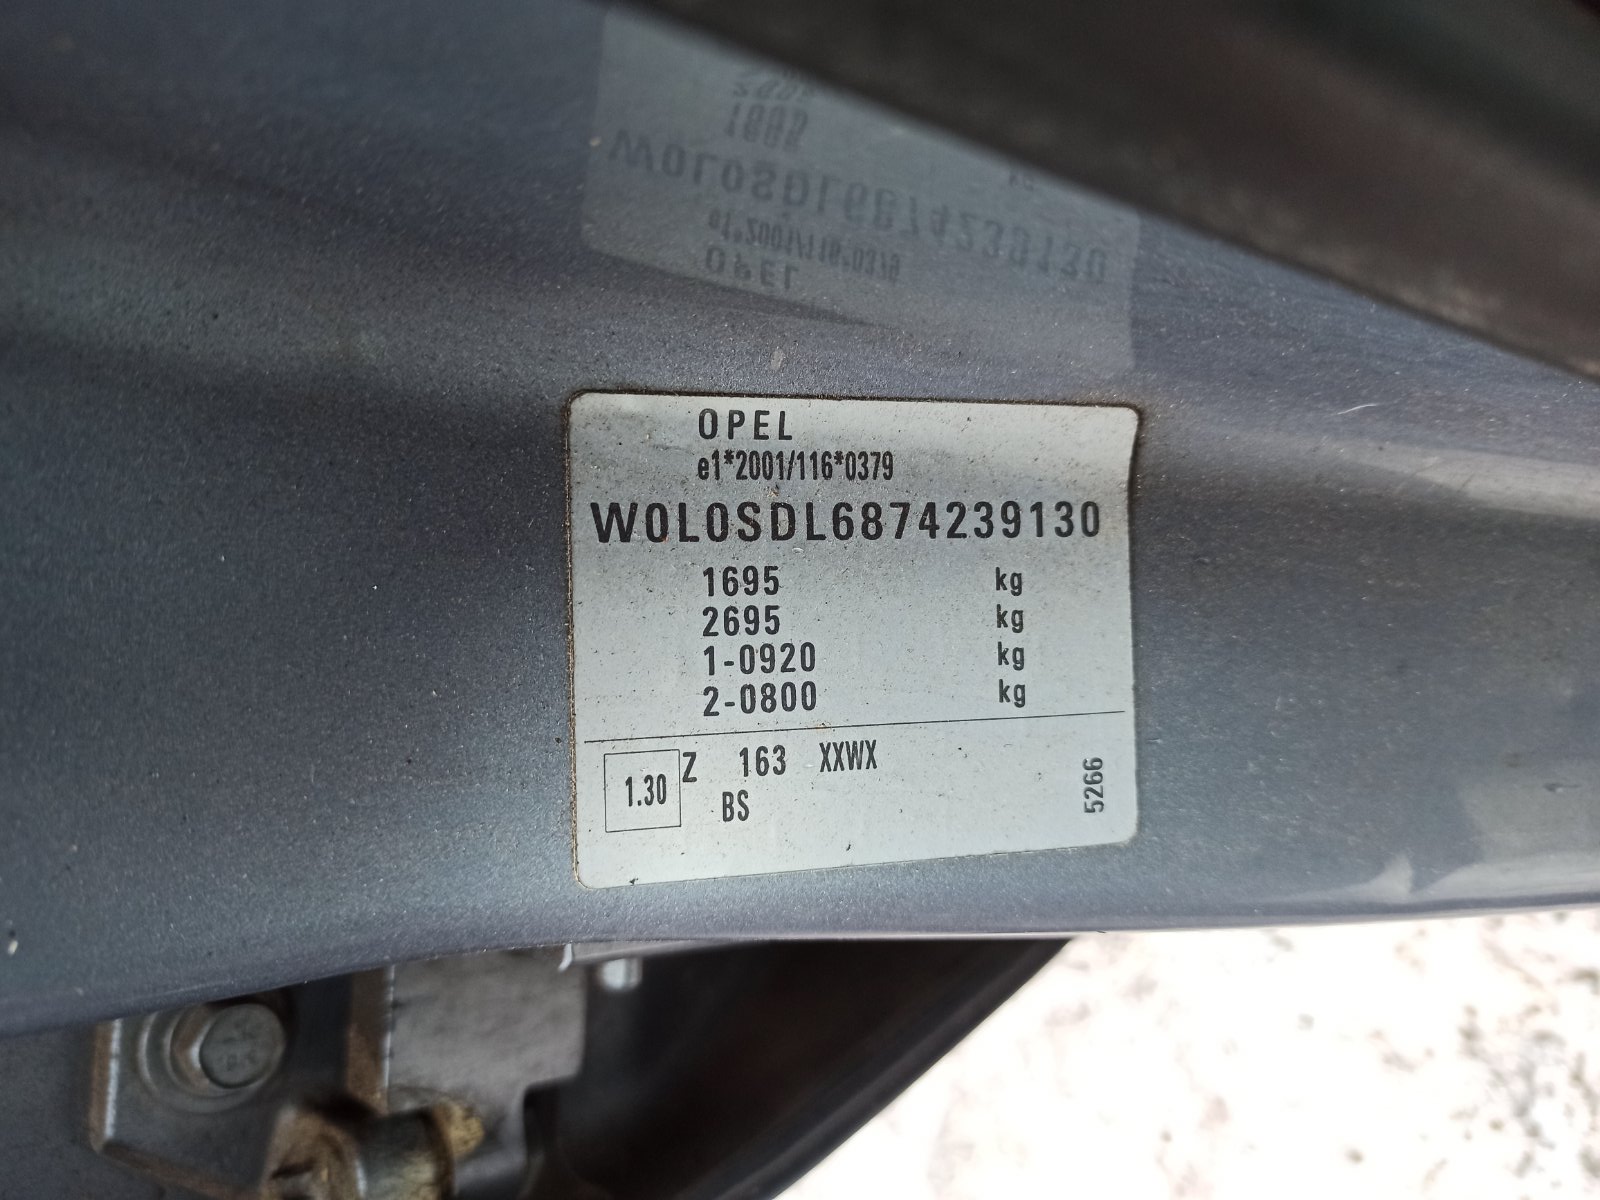 OPEL
e1*2001/116*0379
W0L0SDL6874239130
1695 kg
2695 kg
1-0920 kg
2-0800 kg
1.30 Z 163 XXWX
BS
5266